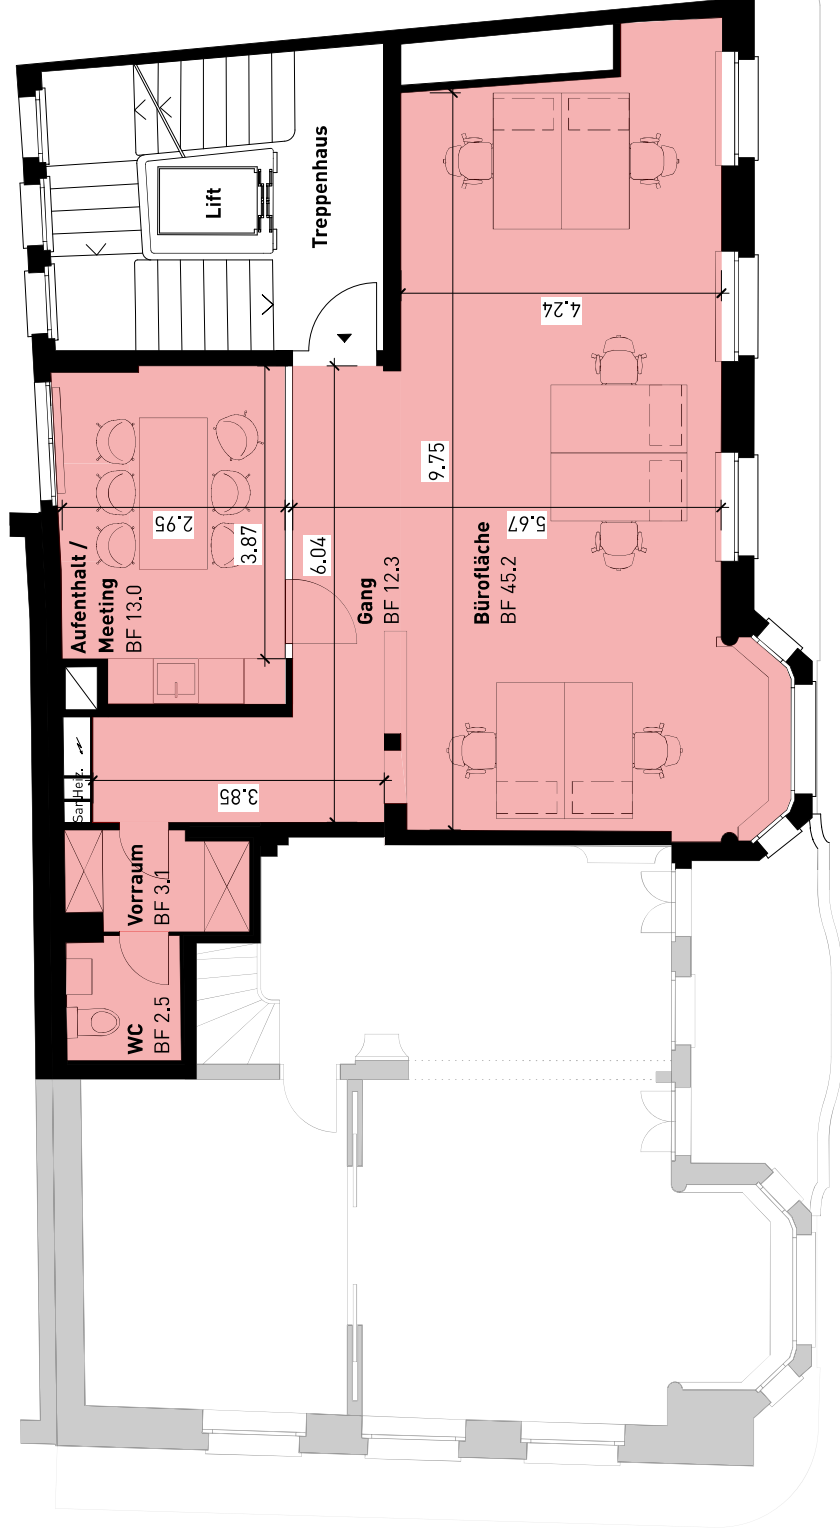 Lift
Treppenhaus
4.24
9.75
2.95
3.87
6.04
5.67
Aufenthalt /
Meeting
BF 13.0
Gang
BF 12.3
Bürofläche
BF 45.2
San.
Heiz.
3.85
Vorraum
BF 3.1
WC
BF 2.5